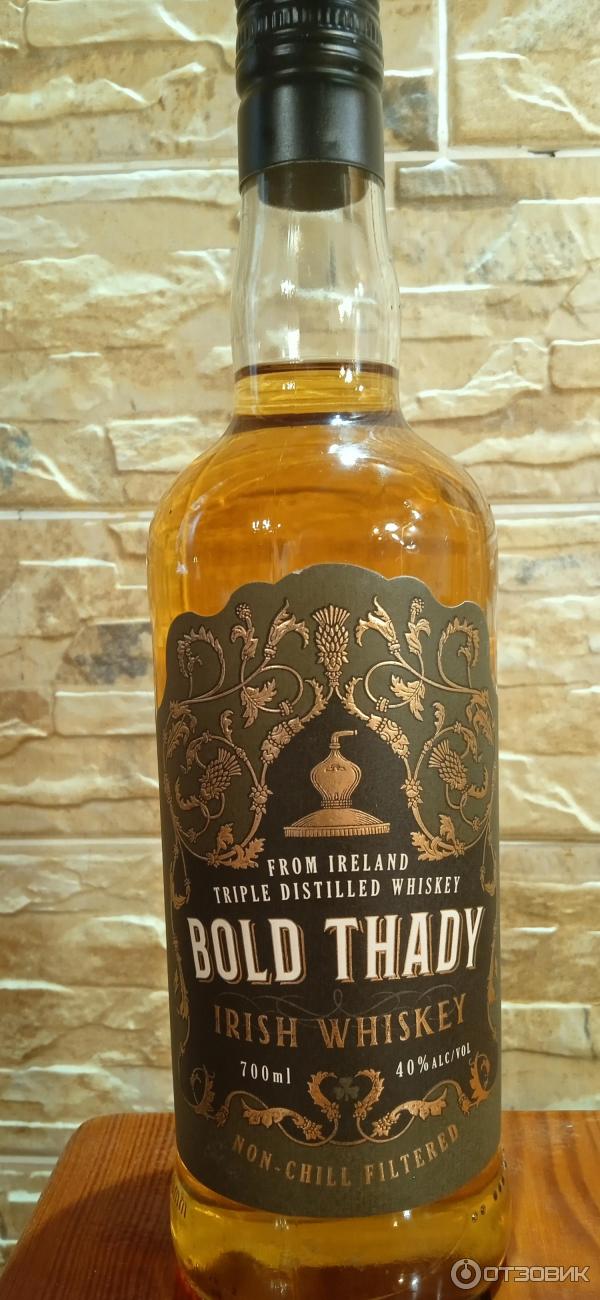 FROM IRELAND
TRIPLE DISTILLED WHISKEY
BOLD THADY
IRISH WHISKEY
700ml 40% ALC/VOL
NON-CHILL FILTERED
ОТЗОВИК